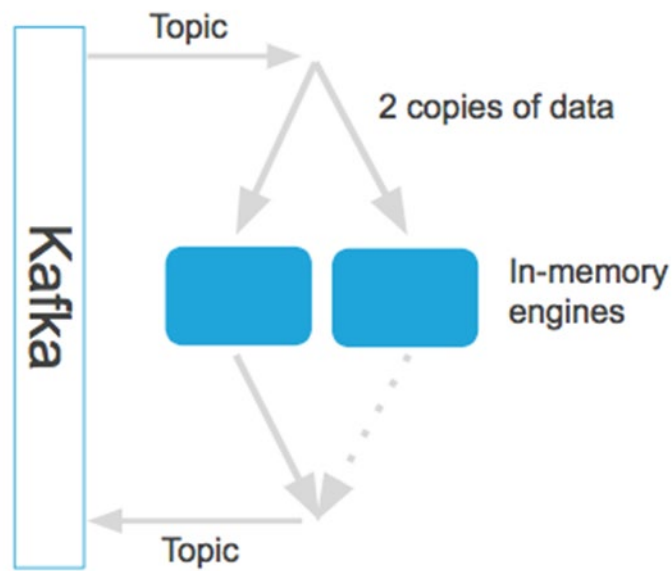 Topic
2 copies of data
Kafka
In-memory
engines
Topic